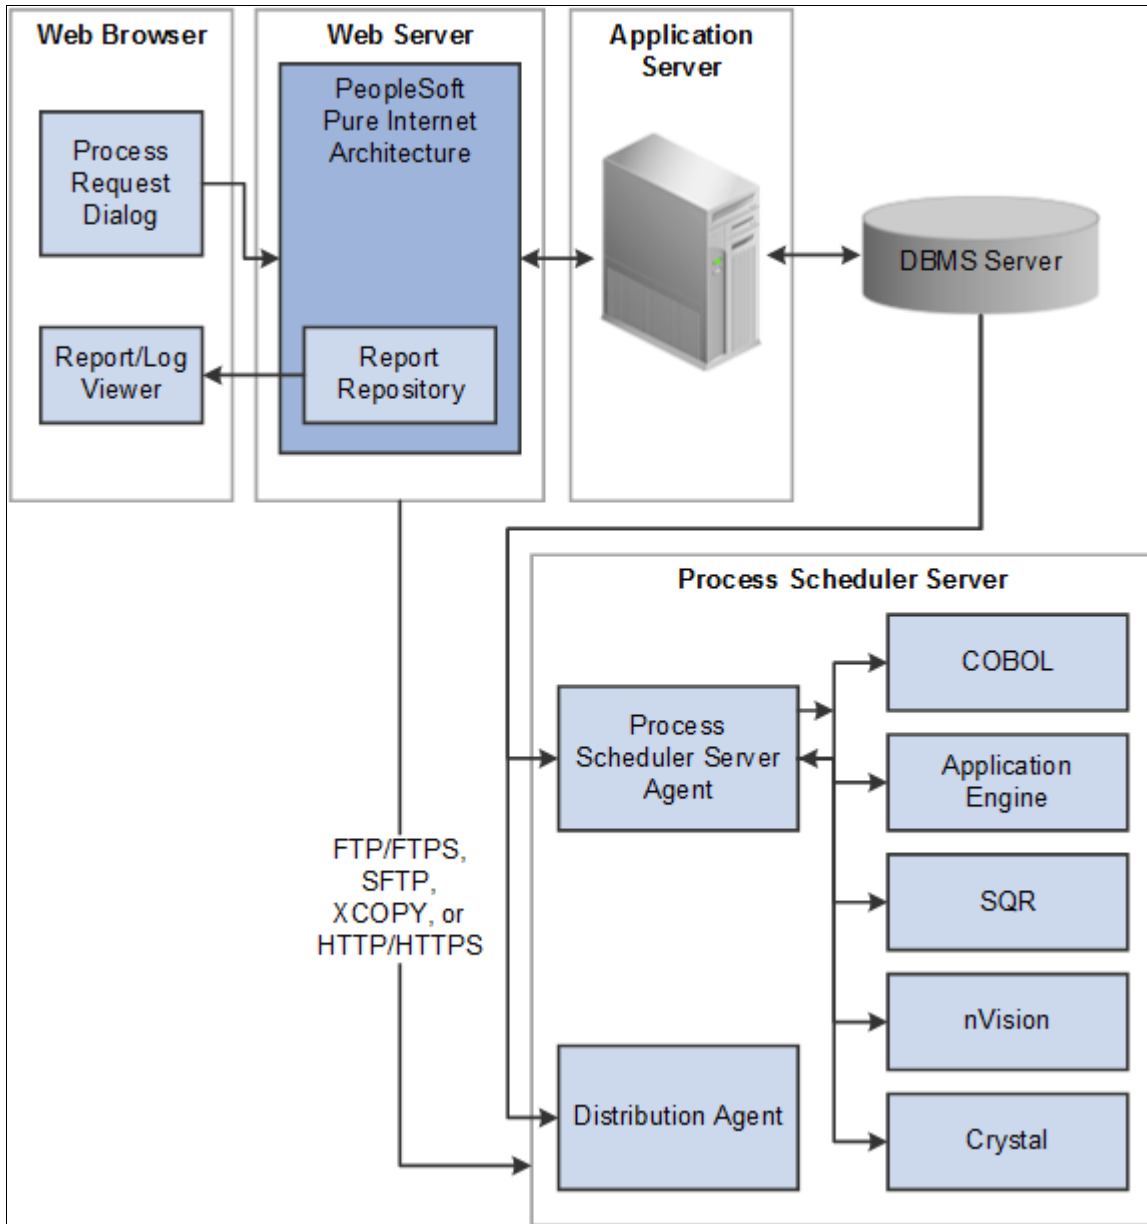 Web Browser
Web Server
Application
Server
PeopleSoft
Pure Internet
Architecture
Process
Request
Dialog
DBMS Server
Report/Log
Viewer
Report
Repository
Process Scheduler Server
COBOL
Process
Scheduler Server
Agent
Application
Engine
FTP/FTPS,
SFTP,
XCOPY, or
HTTP/HTTPS
SQR
nVision
Distribution Agent
Crystal